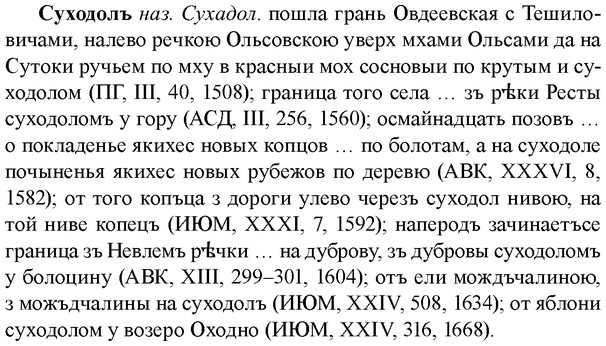 Суходолъ наз. Сухадол. пошла грань Овдеевская с Тешило-
вичами, налево речкою Ольсовскою уверх мхами Ольсами да на
Сутоки ручьем по мху в красныи мох сосновыи по крутым и су-
ходолом (ПГ, III, 40, 1508); граница того села … зъ рѣки Ресты
суходоломъ у гору (АСД, III, 256, 1560); осмайнадцать позовъ …
о покладенье якихес новых копцов … по болотам, а на суходоле
почыненья якихес новых рубежов по деревю (АВК, XXXVI, 8,
1582); от того копъца з дороги улево черезъ суходол нивою, на
той ниве копецъ (ИЮМ, XXXI, 7, 1592); напередъ зачинаетъсе
граница зъ Невлемъ рѣчки … на дуброву, зъ дубровы суходоломъ
у болоцину (АВК, XIII, 299–301, 1604); отъ ели мождъчалиною,
з можъдчалины на суходолъ (ИЮМ, XXIV, 508, 1634); от яблони
суходолом у возеро Оходно (ИЮМ, XXIV, 316, 1668).